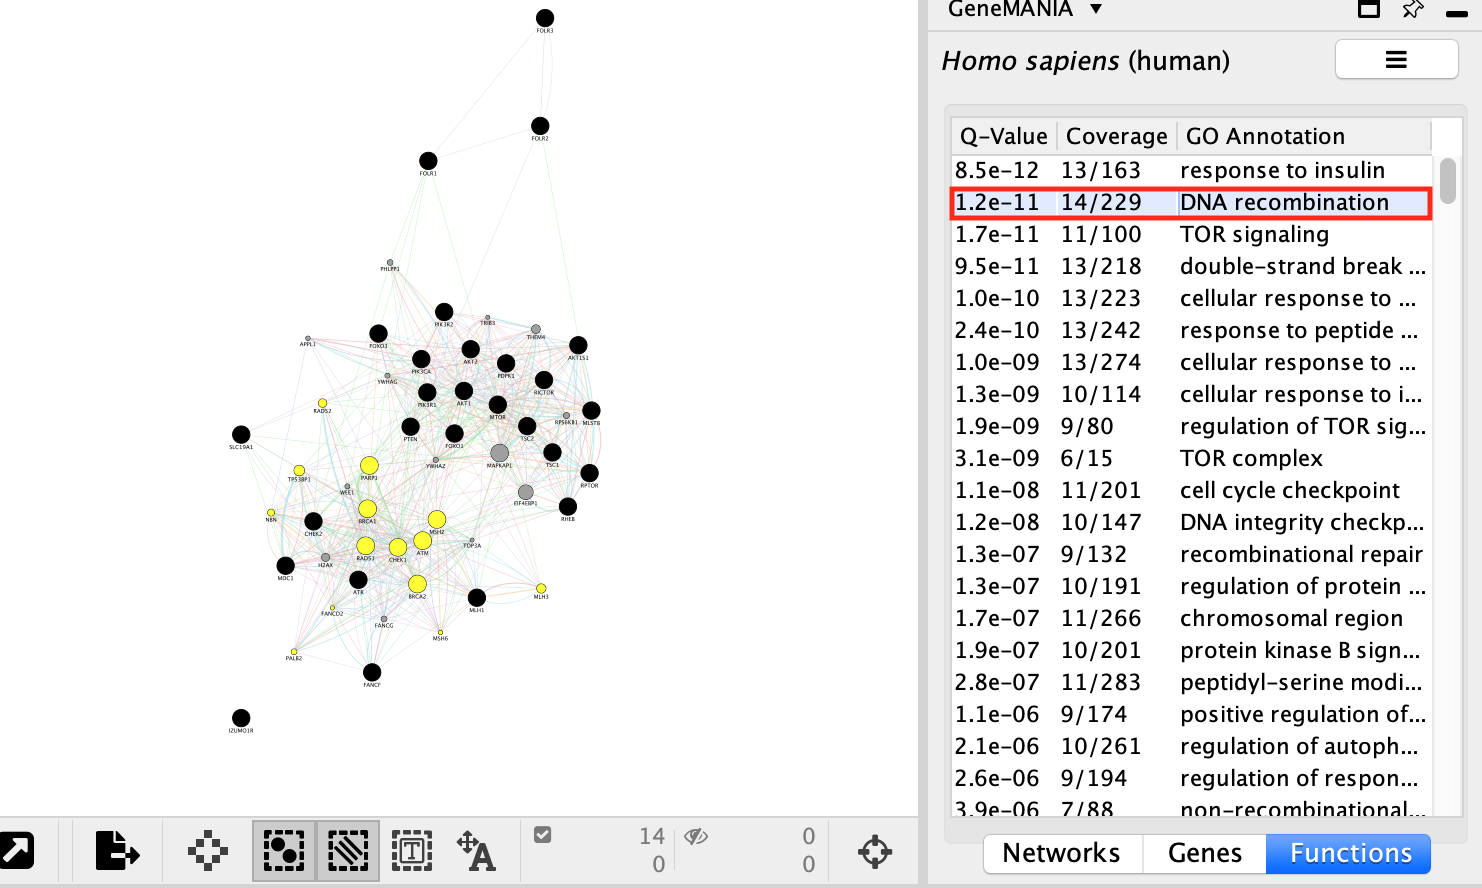 GeneMANIA ▼
Homo sapiens (human)
Q-Value Coverage GO Annotation
8.5e-12 13/163 response to insulin
1.2e-11 14/229 DNA recombination
1.7e-11 11/100 TOR signaling
9.5e-11 13/218 double-strand break ...
1.0e-10 13/223 cellular response to ...
2.4e-10 13/242 response to peptide ...
1.0e-09 13/274 cellular response to ...
1.3e-09 10/114 cellular response to i...
1.9e-09 9/80 regulation of TOR sig...
3.1e-09 6/15 TOR complex
1.1e-08 11/201 cell cycle checkpoint
1.2e-08 10/147 DNA integrity checkp...
1.3e-07 9/132 recombinational repair
1.3e-07 10/191 regulation of protein ...
1.7e-07 11/266 chromosomal region
1.9e-07 10/201 protein kinase B sign...
2.8e-07 11/283 peptidyl-serine modi...
1.1e-06 9/174 positive regulation of...
2.1e-06 10/261 regulation of autoph...
2.6e-06 9/194 regulation of respon...
3.9e-06 7/88 non-recombinational...
Networks Genes Functions
FOLR3
FOLR2
FOLR1
PHLPP1
PIK3R2
TRIB3
THEM4
APPL1
FOXO3
AKT1S1
AKT2
PIK3CA
PDPK1
YWHAG
RICTOR
PIK3R1
AKT1
MTOR
RAD52
RPS6KB1
MLST8
PTEN
FOXO1
TSC2
SLC19A1
YWHAZ
MAPKAP1
TSC1
TP53BP1
PARP1
RPTOR
WEE1
EIF4EBP1
NBN
BRCA1
RHEB
CHEK2
MSH2
RAD51
CHEK1
ATM
TOP3A
H2AX
MDC1
ATR
BRCA2
MLH1
MLH3
FANCD2
FANCG
MSH6
PALB2
FANCF
IZUMO1R
T
A
14 0
0 0